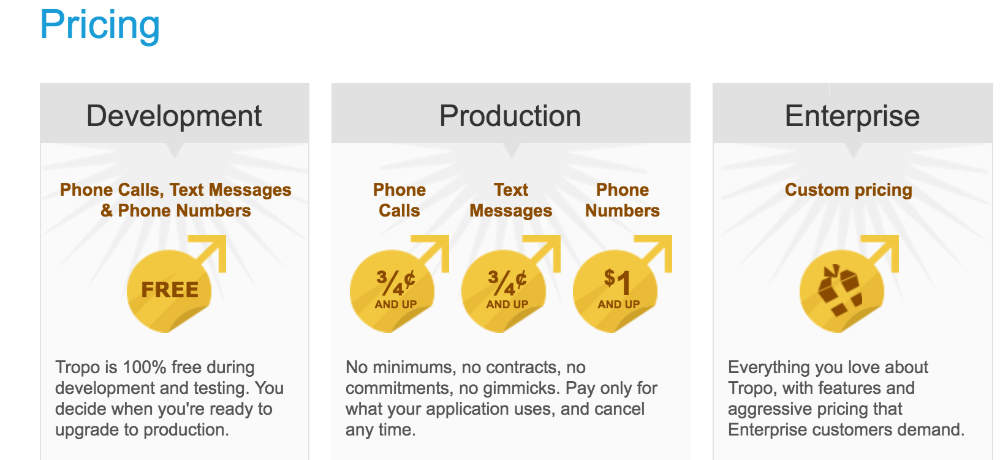 Pricing
Development
Phone Calls, Text Messages
& Phone Numbers
FREE
Tropo is 100% free during
development and testing. You
decide when you're ready to
upgrade to production.
Production
Phone
Calls
¾¢
AND UP
Text
Messages
¾¢
AND UP
Phone
Numbers
$1
AND UP
No minimums, no contracts, no
commitments, no gimmicks. Pay only for
what your application uses, and cancel
any time.
Enterprise
Custom pricing
Everything you love about
Tropo, with features and
aggressive pricing that
Enterprise customers demand.